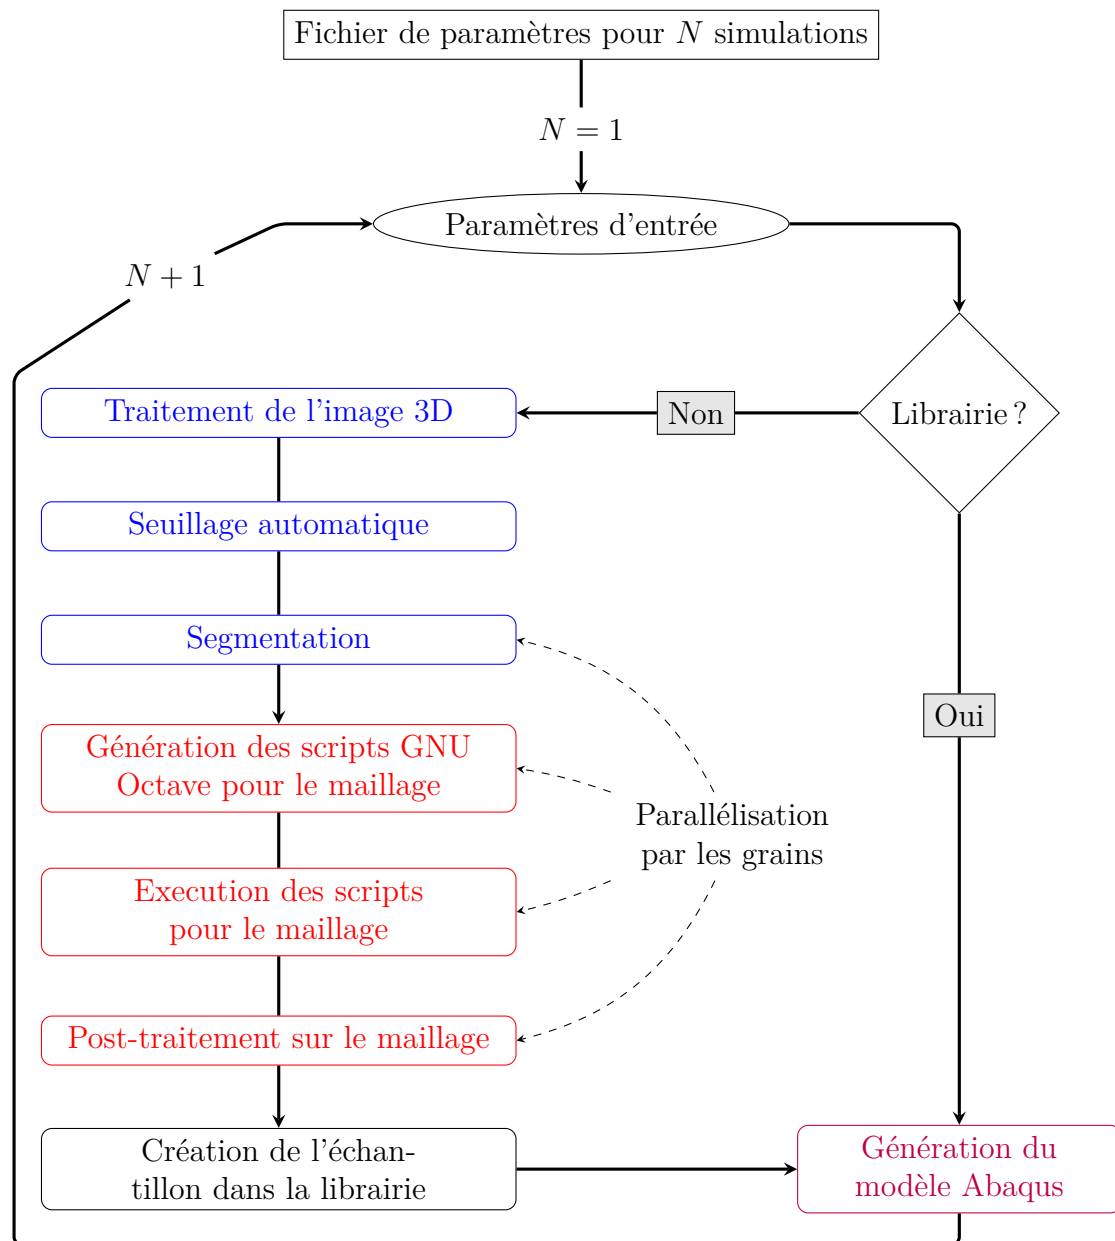 Fichier de paramètres pour N simulations
N = 1
Paramètres d'entrée
N + 1
Traitement de l'image 3D
Non
Librairie ?
Seuillage automatique
Segmentation
Oui
Génération des scripts GNU
Octave pour le maillage
Parallélisation
par les grains
Execution des scripts
pour le maillage
Post-traitement sur le maillage
Création de l'échan-
tillon dans la librairie
Génération du
modèle Abaqus